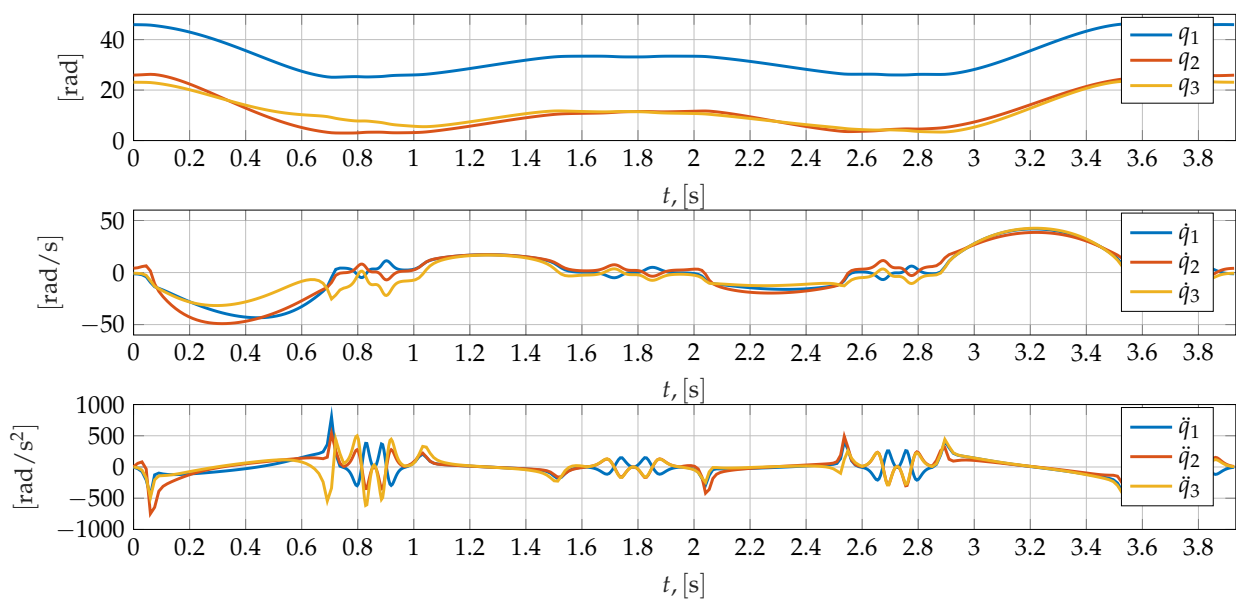 40
20
0
[rad]
q₁
q₂
q₃
0 0.2 0.4 0.6 0.8 1 1.2 1.4 1.6 1.8 2 2.2 2.4 2.6 2.8 3 3.2 3.4 3.6 3.8
t, [s]
50
0
−50
[rad/s]
q̇₁
q̇₂
q̇₃
0 0.2 0.4 0.6 0.8 1 1.2 1.4 1.6 1.8 2 2.2 2.4 2.6 2.8 3 3.2 3.4 3.6 3.8
t, [s]
1000
500
0
−500
−1000
[rad/s²]
q̈₁
q̈₂
q̈₃
0 0.2 0.4 0.6 0.8 1 1.2 1.4 1.6 1.8 2 2.2 2.4 2.6 2.8 3 3.2 3.4 3.6 3.8
t, [s]